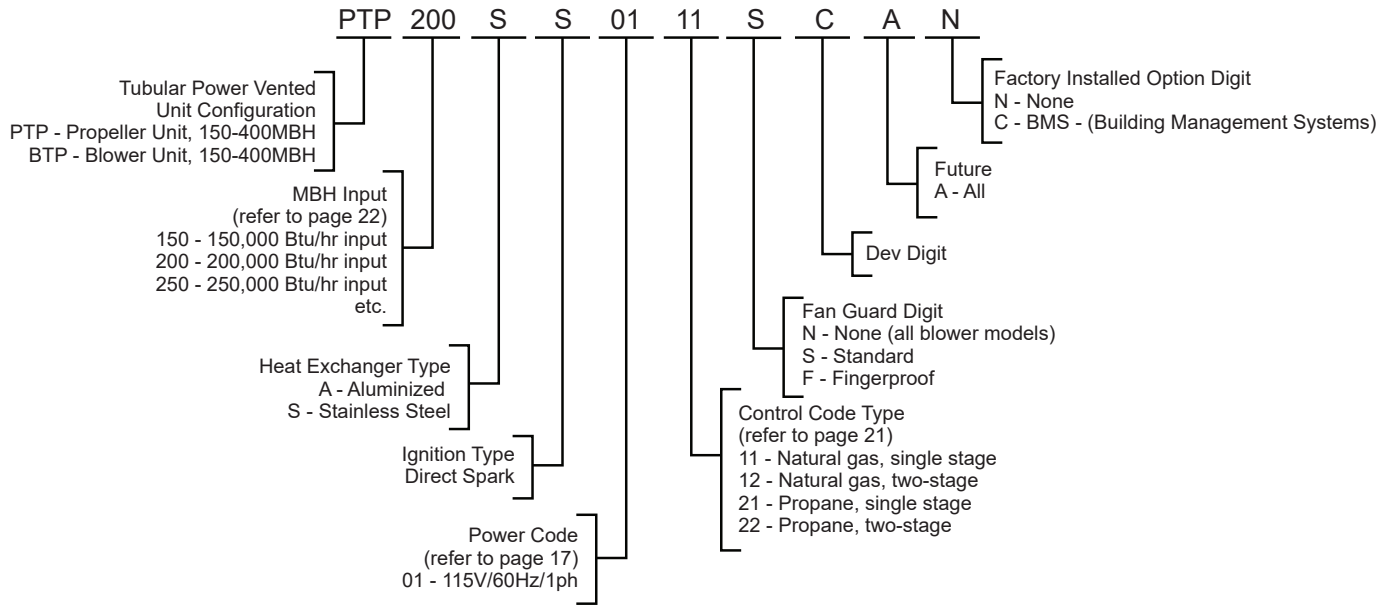 PTP 200 S S 01 11 S C A N
Tubular Power Vented
Unit Configuration
PTP - Propeller Unit, 150-400MBH
BTP - Blower Unit, 150-400MBH
MBH Input
(refer to page 22)
150 - 150,000 Btu/hr input
200 - 200,000 Btu/hr input
250 - 250,000 Btu/hr input
etc.
Heat Exchanger Type
A - Aluminized
S - Stainless Steel
Ignition Type
Direct Spark
Power Code
(refer to page 17)
01 - 115V/60Hz/1ph
Control Code Type
(refer to page 21)
11 - Natural gas, single stage
12 - Natural gas, two-stage
21 - Propane, single stage
22 - Propane, two-stage
Fan Guard Digit
N - None (all blower models)
S - Standard
F - Fingerproof
Dev Digit
Future
A - All
Factory Installed Option Digit
N - None
C - BMS - (Building Management Systems)